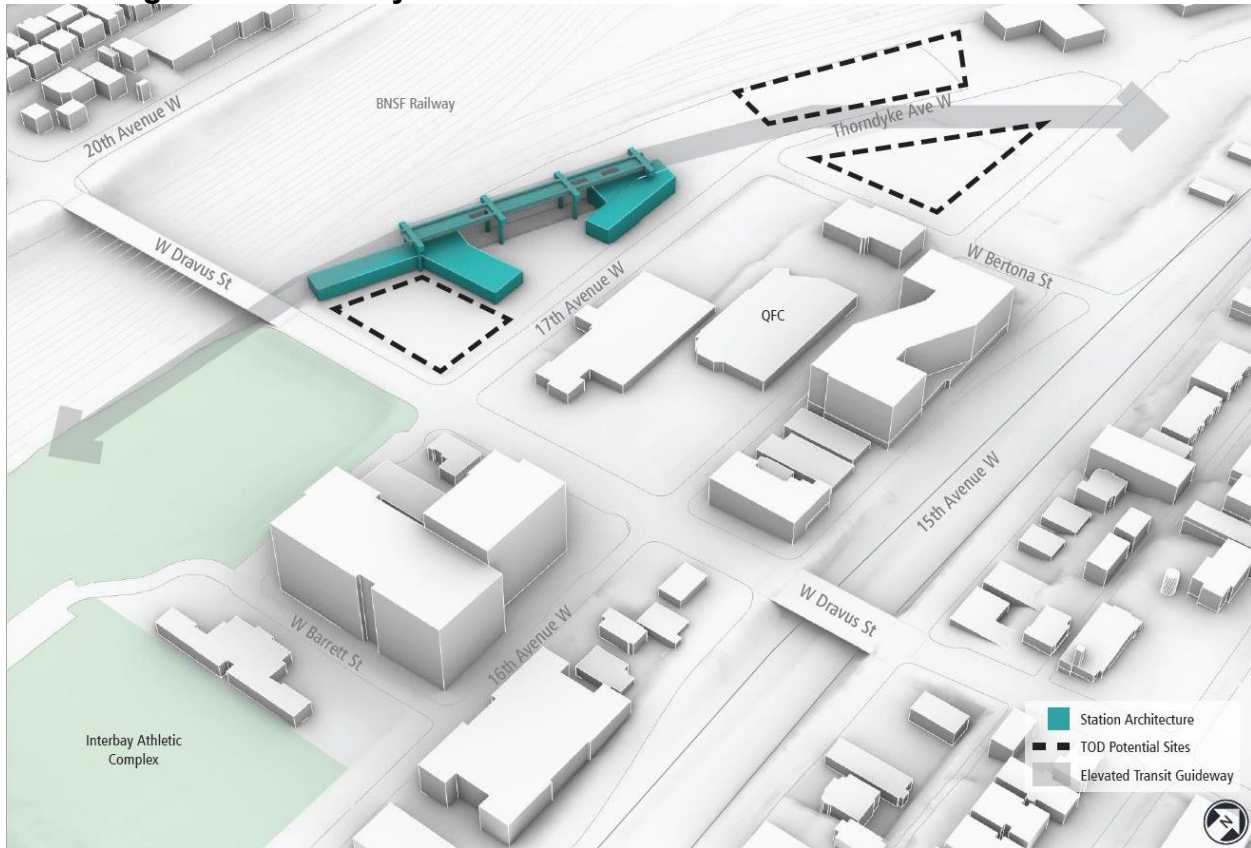 BNSF Railway
20th Avenue W
Thorndyke Ave W
W Dravus St
17th Avenue W
W Bertona St
QFC
15th Avenue W
W Dravus St
W Barrett St
16th Avenue W
Interbay Athletic
Complex
Station Architecture
TOD Potential Sites
Elevated Transit Guideway
N